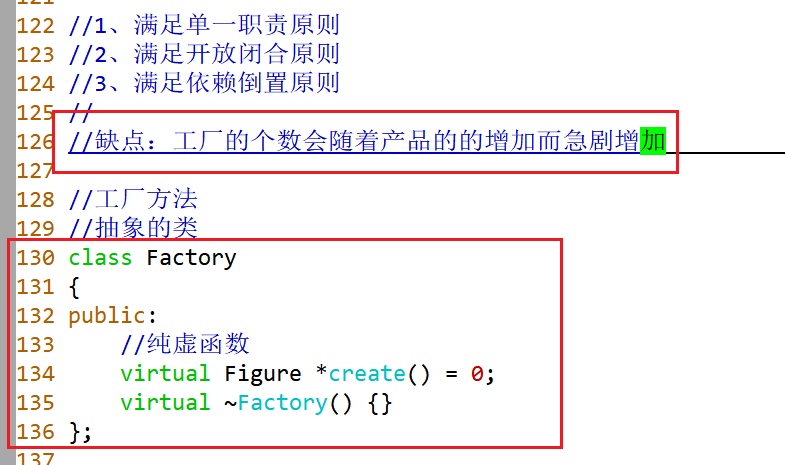 121
122 //1、满足单一职责原则
123 //2、满足开放闭合原则
124 //3、满足依赖倒置原则
125 //
126 //缺点：工厂的个数会随着产品的的增加而急剧增加
127
128 //工厂方法
129 //抽象的类
130 class Factory
131 {
132 public:
133     //纯虚函数
134     virtual Figure *create() = 0;
135     virtual ~Factory() {}
136 };
137